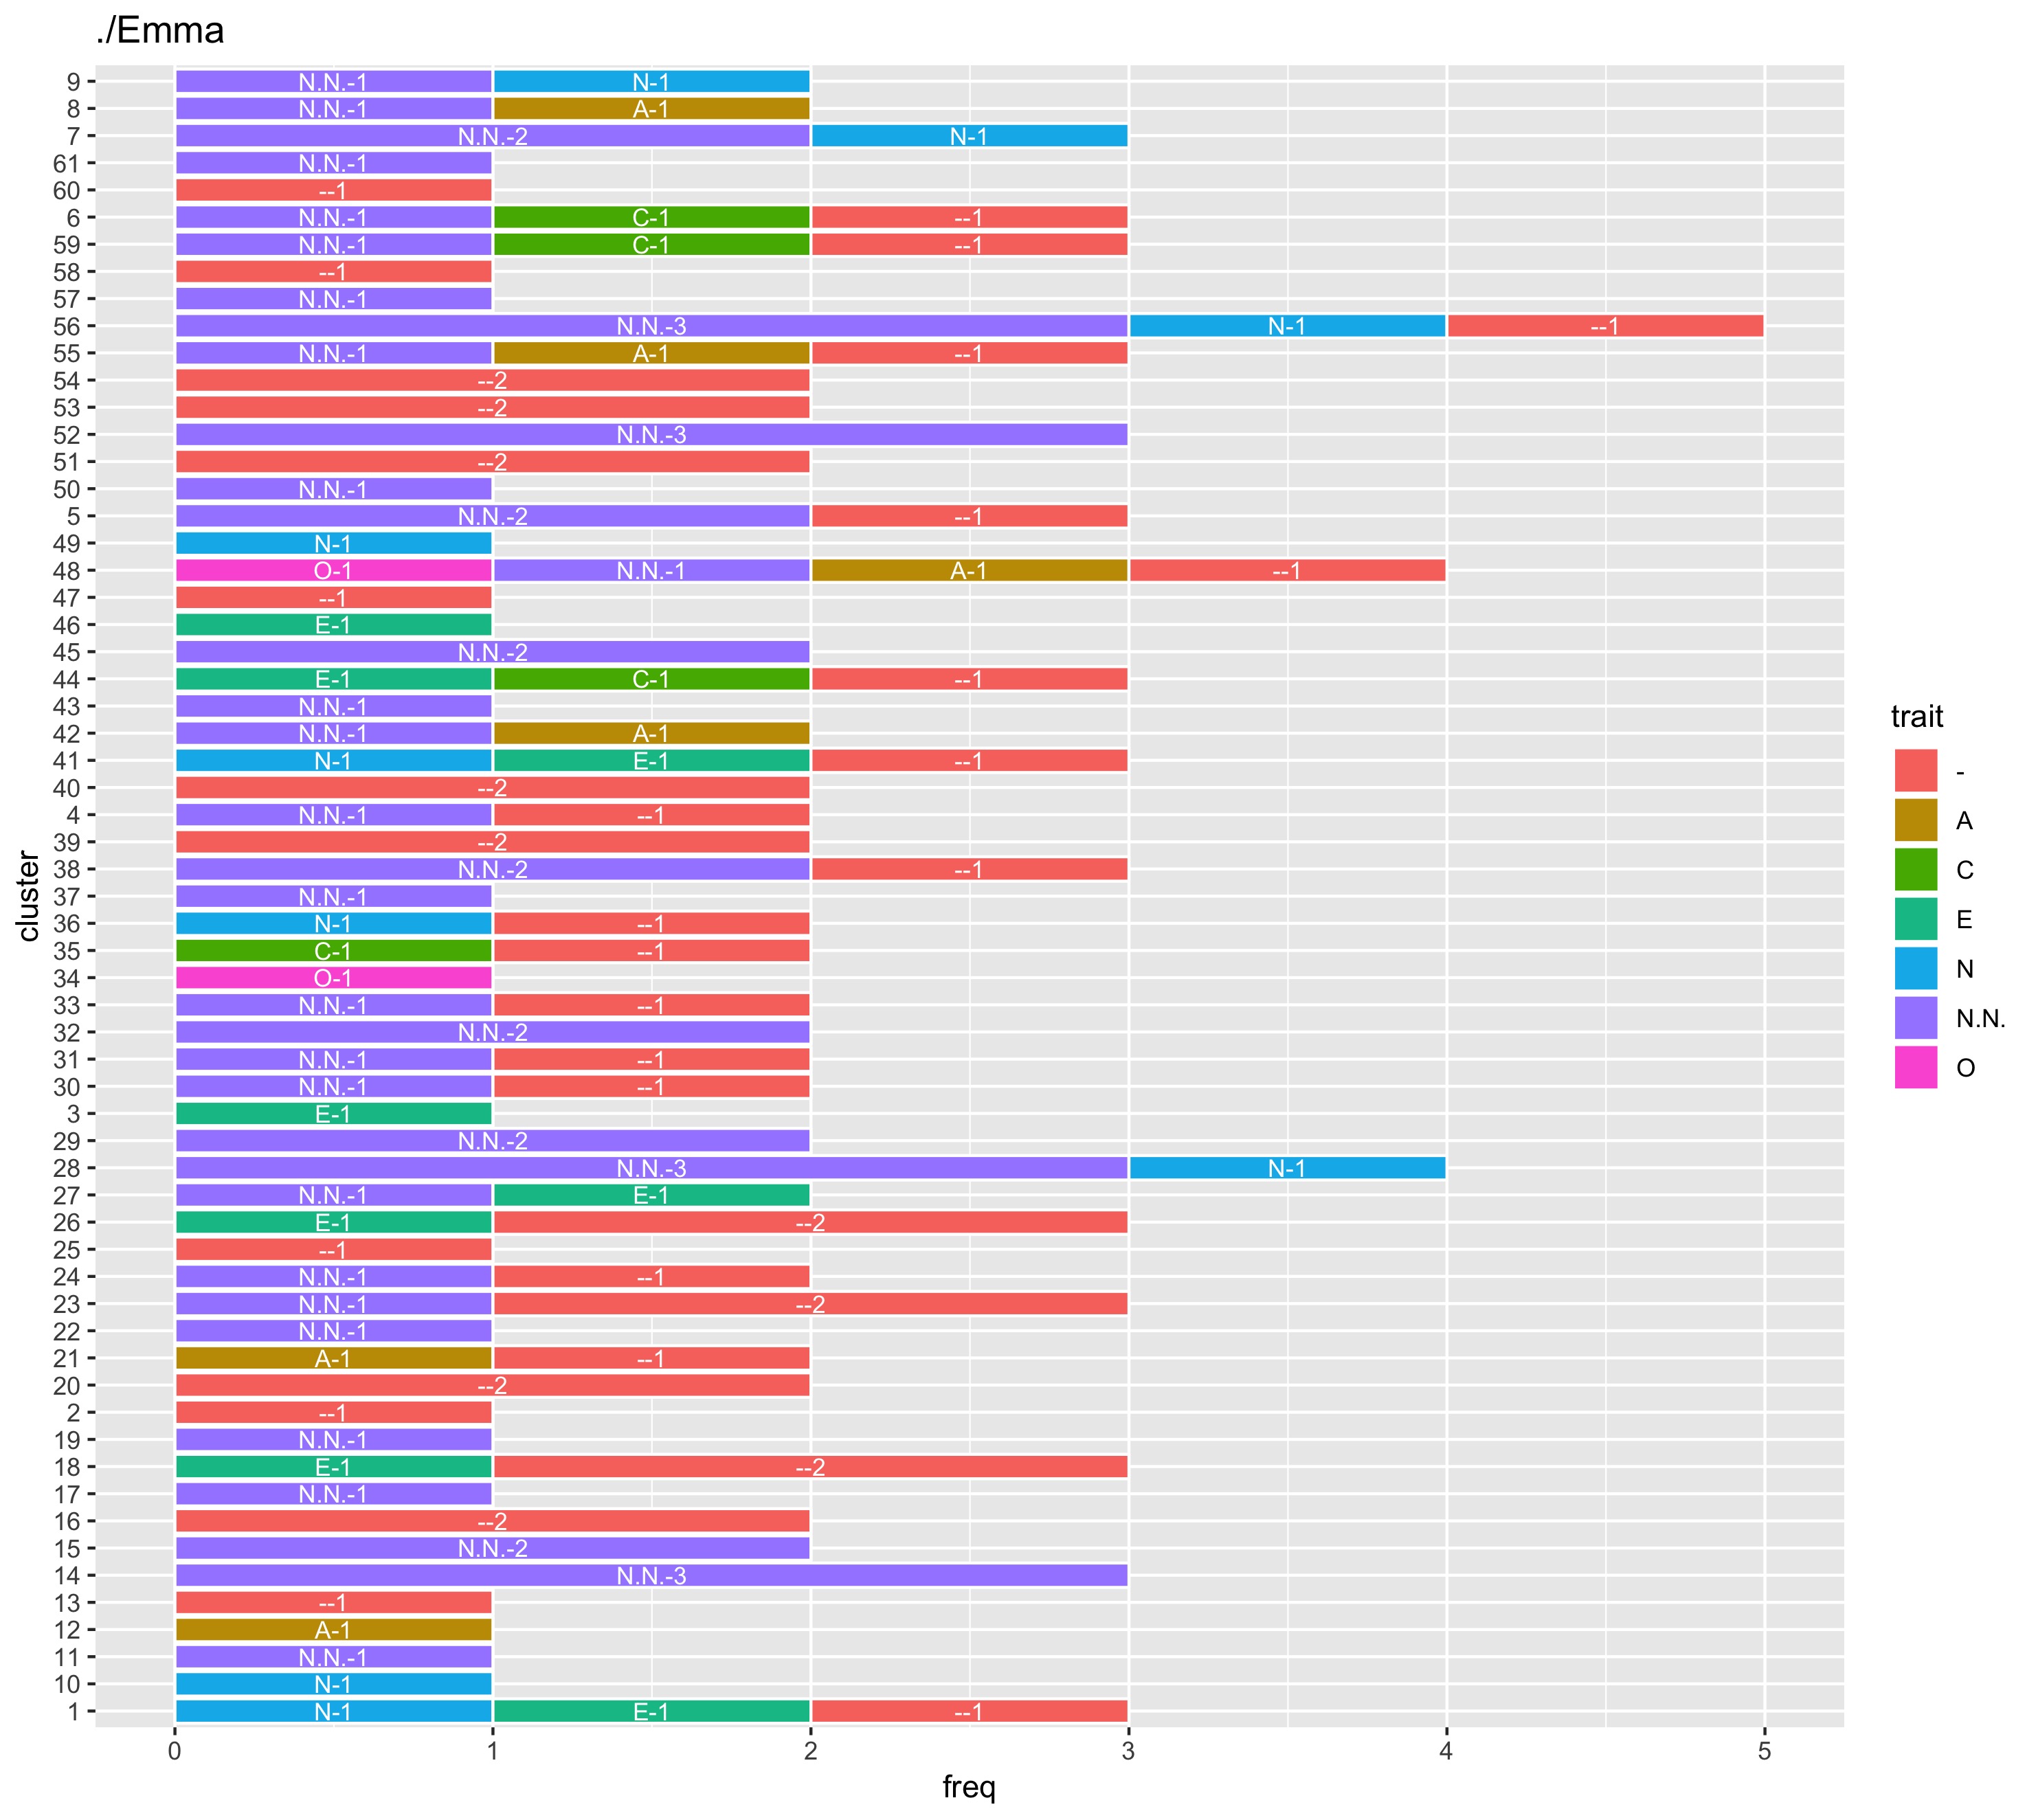 ./Emma
9 N.N.-1 N-1
8 N.N.-1 A-1
7 N.N.-2 N-1
61 N.N.-1
60 --1
6 N.N.-1 C-1 --1
59 N.N.-1 C-1 --1
58 --1
57 N.N.-1
56 N.N.-3 N-1 --1
55 N.N.-1 A-1 --1
54 --2
53 --2
52 N.N.-3
51 --2
50 N.N.-1
5 N.N.-2 --1
49 N-1
48 O-1 N.N.-1 A-1 --1
47 --1
46 E-1
45 N.N.-2
44 E-1 C-1 --1
43 N.N.-1
42 N.N.-1 A-1
41 N-1 E-1 --1
40 --2
4 N.N.-1 --1
39 --2
38 N.N.-2 --1
37 N.N.-1
36 N-1 --1
35 C-1 --1
34 O-1
33 N.N.-1 --1
32 N.N.-2
31 N.N.-1 --1
30 N.N.-1 --1
3 E-1
29 N.N.-2
28 N.N.-3 N-1
27 N.N.-1 E-1
26 E-1 --2
25 --1
24 N.N.-1 --1
23 N.N.-1 --2
22 N.N.-1
21 A-1 --1
20 --2
2 --1
19 N.N.-1
18 E-1 --2
17 N.N.-1
16 --2
15 N.N.-2
14 N.N.-3
13 --1
12 A-1
11 N.N.-1
10 N-1
1 N-1 E-1 --1
0 1 2 3 4 5
freq
cluster
trait
-
A
C
E
N
N.N.
O